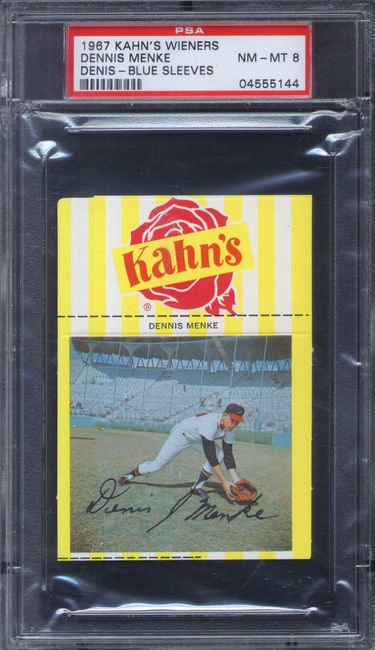 PSA
1967 KAHN'S WIENERS
DENNIS MENKE NM-MT 8
DENIS-BLUE SLEEVES
04555144
Kahn's
®
DENNIS MENKE
Denis Menke